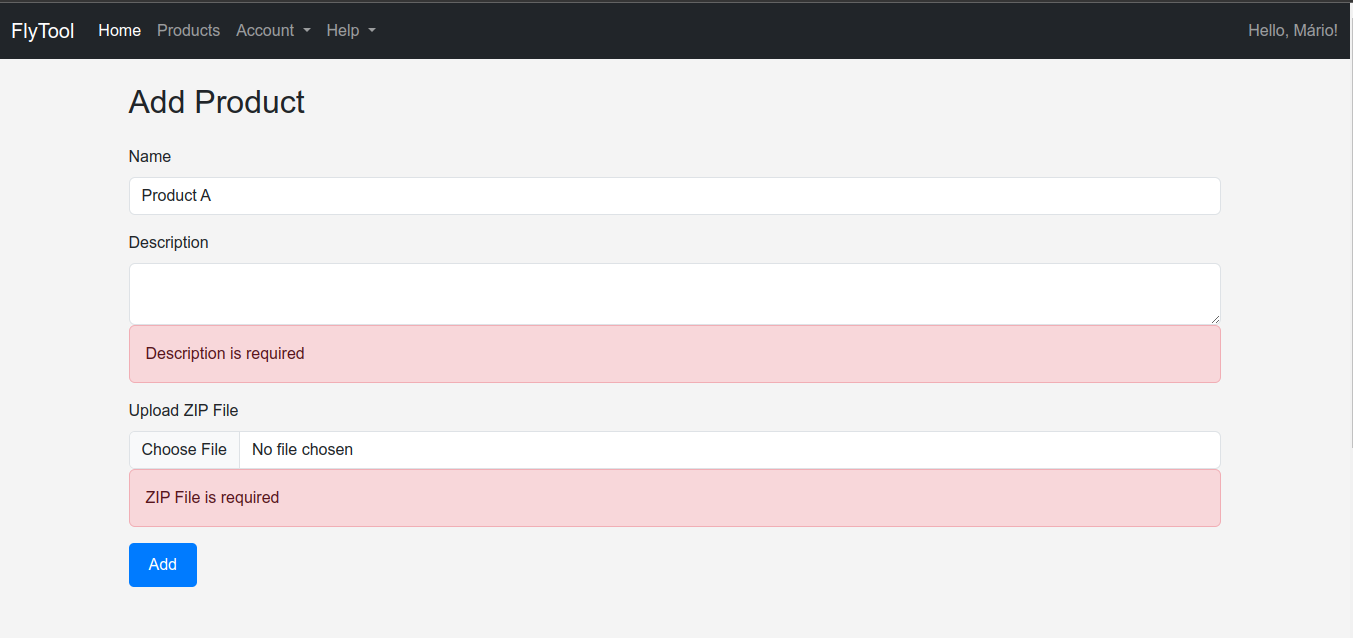 FlyTool Home Products Account Help Hello, Mário!
Add Product
Name
Product A
Description
Description is required
Upload ZIP File
Choose File No file chosen
ZIP File is required
Add